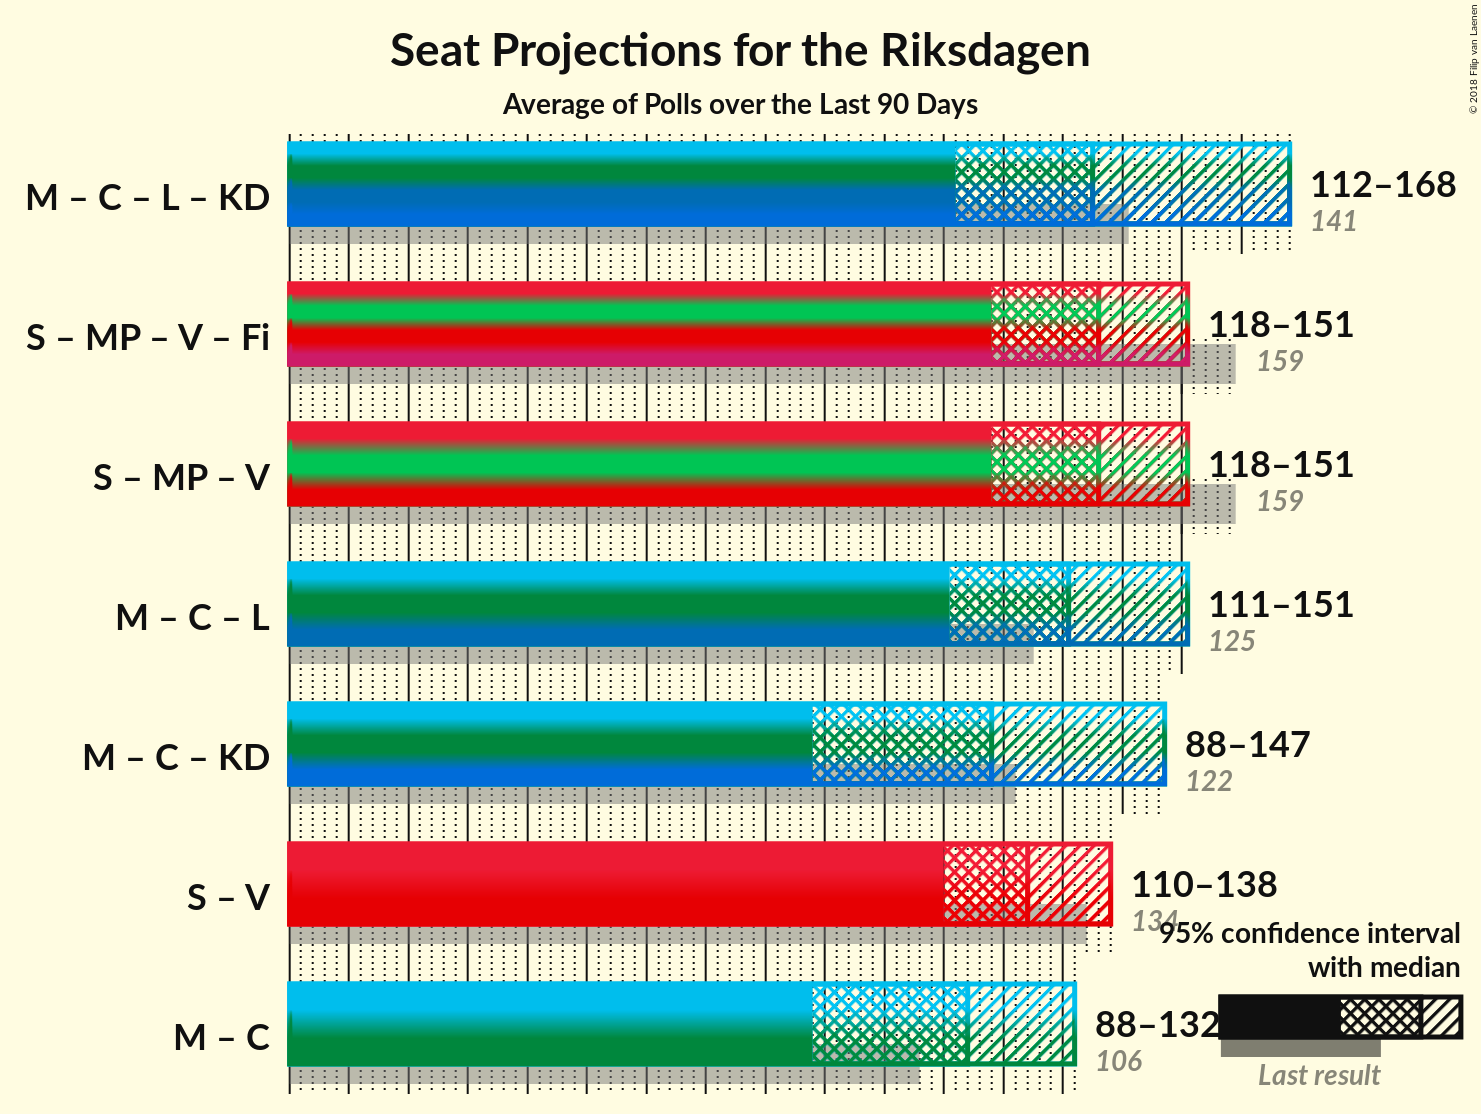 Seat Projections for the Riksdagen
Average of Polls over the Last 90 Days
© 2018 Filip van Laenen
M – C – L – KD
112–168
141
S – MP – V – Fi
118–151
159
S – MP – V
118–151
159
M – C – L
111–151
125
M – C – KD
88–147
122
S – V
110–138
134
M – C
88–132
106
95% confidence interval
with median
Last result